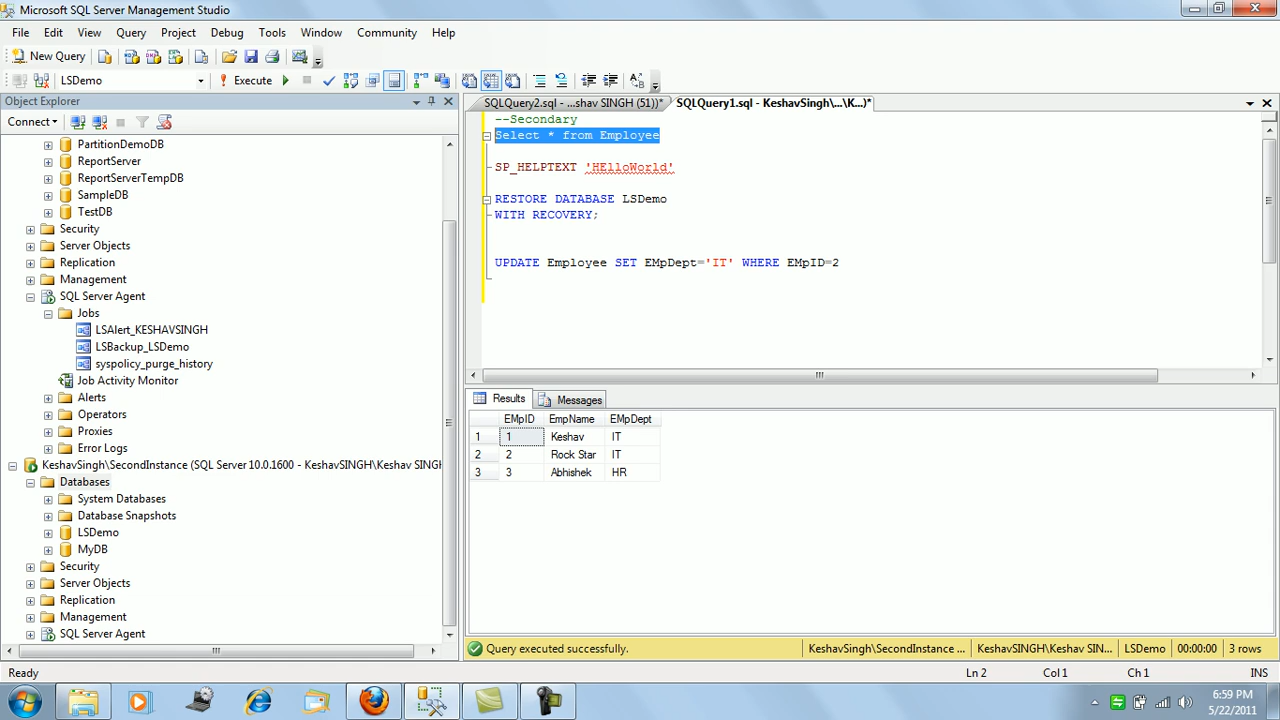 Microsoft SQL Server Management Studio
File Edit View Query Project Debug Tools Window Community Help
New Query
LSDemo Execute
Object Explorer
SQLQuery2.sql - ...shav SINGH (51))* SQLQuery1.sql - KeshavSingh\...\K...)*
Connect
PartitionDemoDB
ReportServer
ReportServerTempDB
SampleDB
TestDB
Security
Server Objects
Replication
Management
SQL Server Agent
Jobs
LSAlert_KESHAVSINGH
LSBackup_LSDemo
syspolicy_purge_history
Job Activity Monitor
Alerts
Operators
Proxies
Error Logs
KeshavSingh\SecondInstance (SQL Server 10.0.1600 - KeshavSINGH\Keshav SINGH
Databases
System Databases
Database Snapshots
LSDemo
MyDB
Security
Server Objects
Replication
Management
SQL Server Agent
--Secondary
Select * from Employee
SP_HELPTEXT 'HElloWorld'
RESTORE DATABASE LSDemo
WITH RECOVERY;
UPDATE Employee SET EMpDept='IT' WHERE EMpID=2
Results Messages
EMpID EmpName EMpDept
1 1 Keshav IT
2 2 Rock Star IT
3 3 Abhishek HR
Query executed successfully. KeshavSingh\SecondInstance ... KeshavSINGH\Keshav SIN... LSDemo 00:00:00 3 rows
Ready Ln 2 Col 1 Ch 1 INS
6:59 PM
5/22/2011